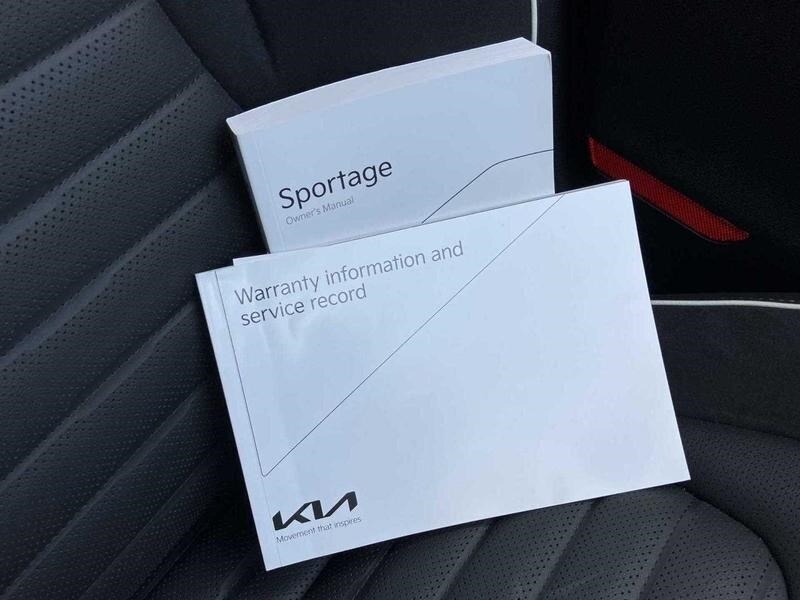 Sportage
Owner's Manual
Warranty information and
service record
KIA
Movement that inspires